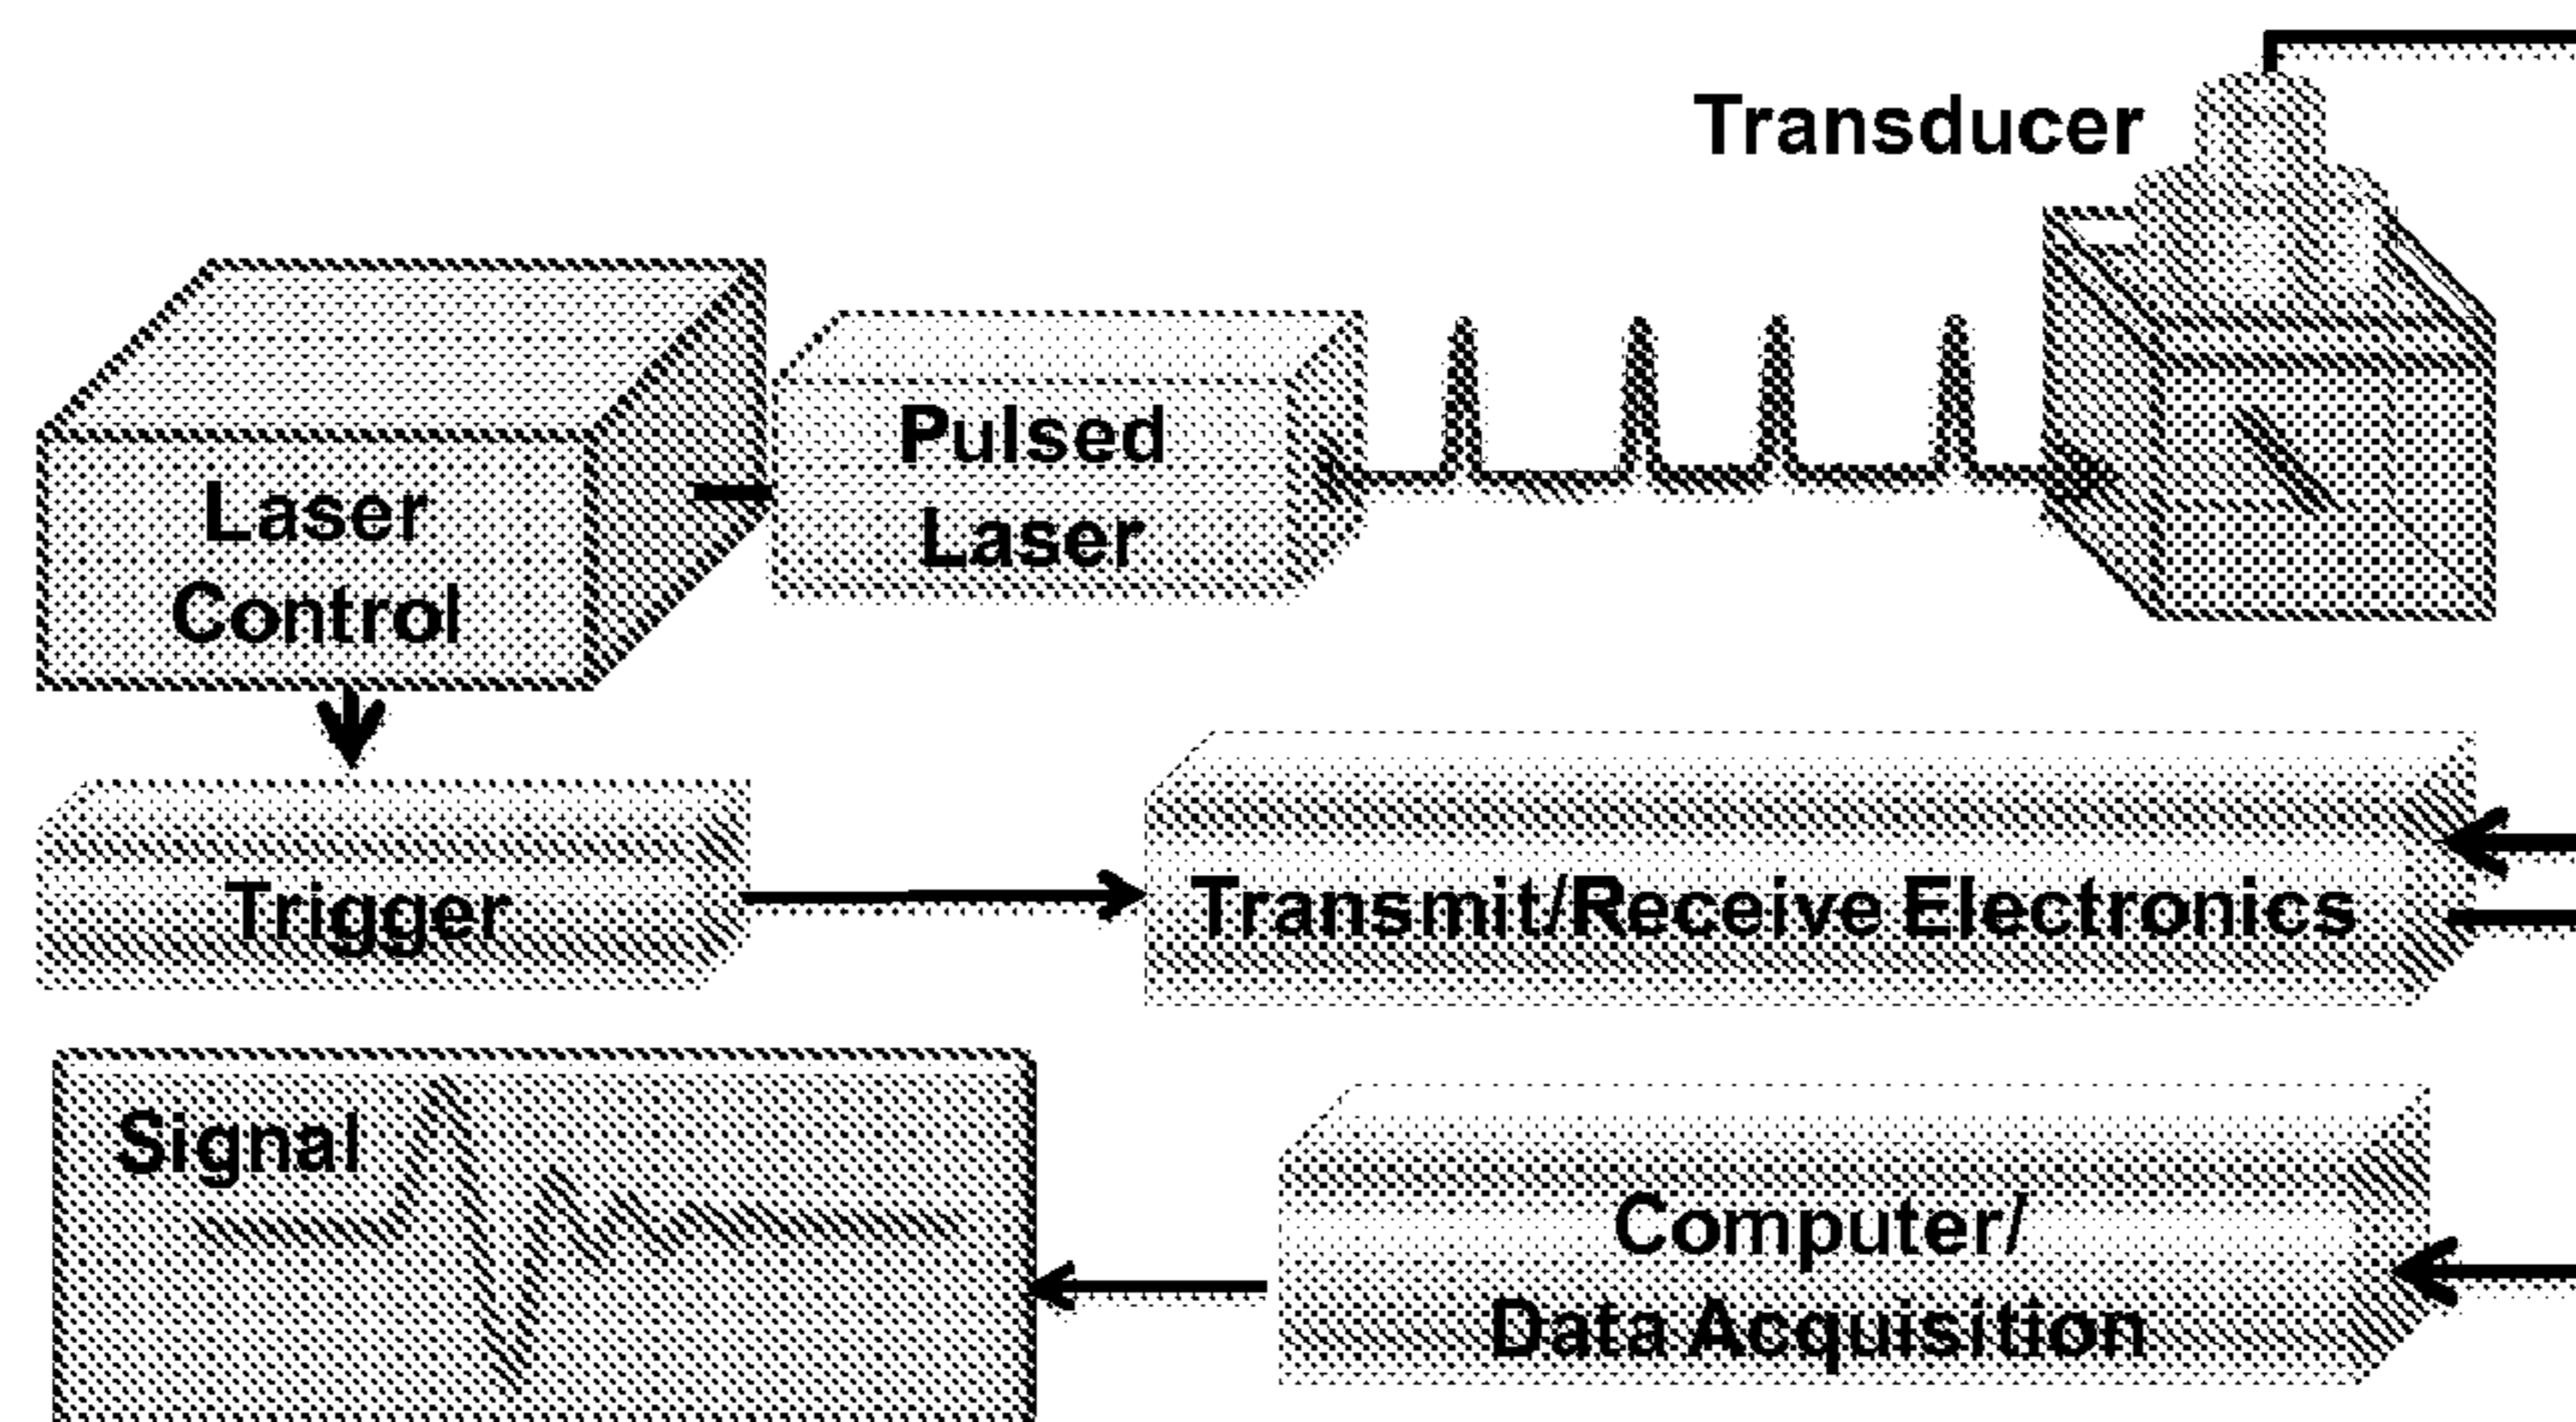 Transducer
Laser
Control
Pulsed
Laser
Trigger
Transmit/Receive Electronics
Signal
Computer/
Data Acquisition